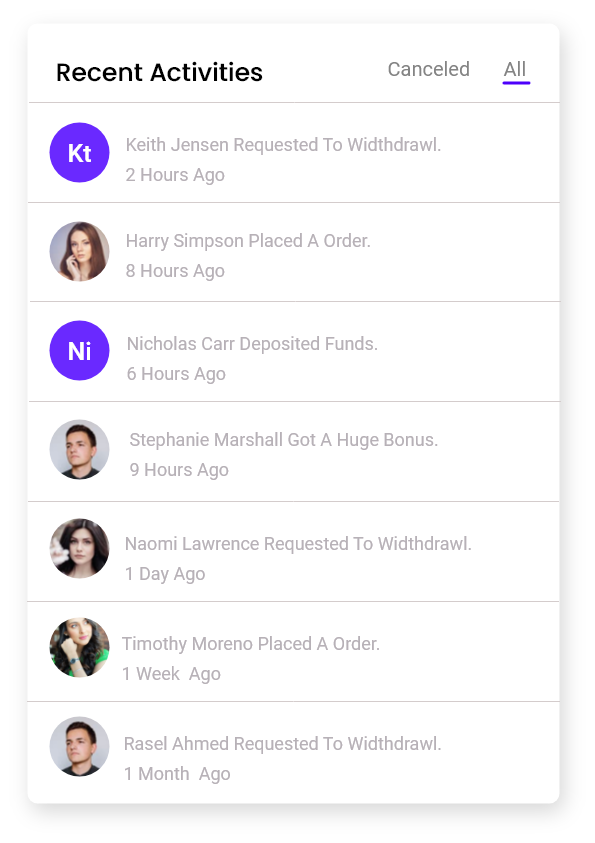 Recent Activities
Canceled
All
Kt
Keith Jensen Requested To Widthdrawl.
2 Hours Ago
Harry Simpson Placed A Order.
8 Hours Ago
Ni
Nicholas Carr Deposited Funds.
6 Hours Ago
Stephanie Marshall Got A Huge Bonus.
9 Hours Ago
Naomi Lawrence Requested To Widthdrawl.
1 Day Ago
Timothy Moreno Placed A Order.
1 Week  Ago
Rasel Ahmed Requested To Widthdrawl.
1 Month  Ago